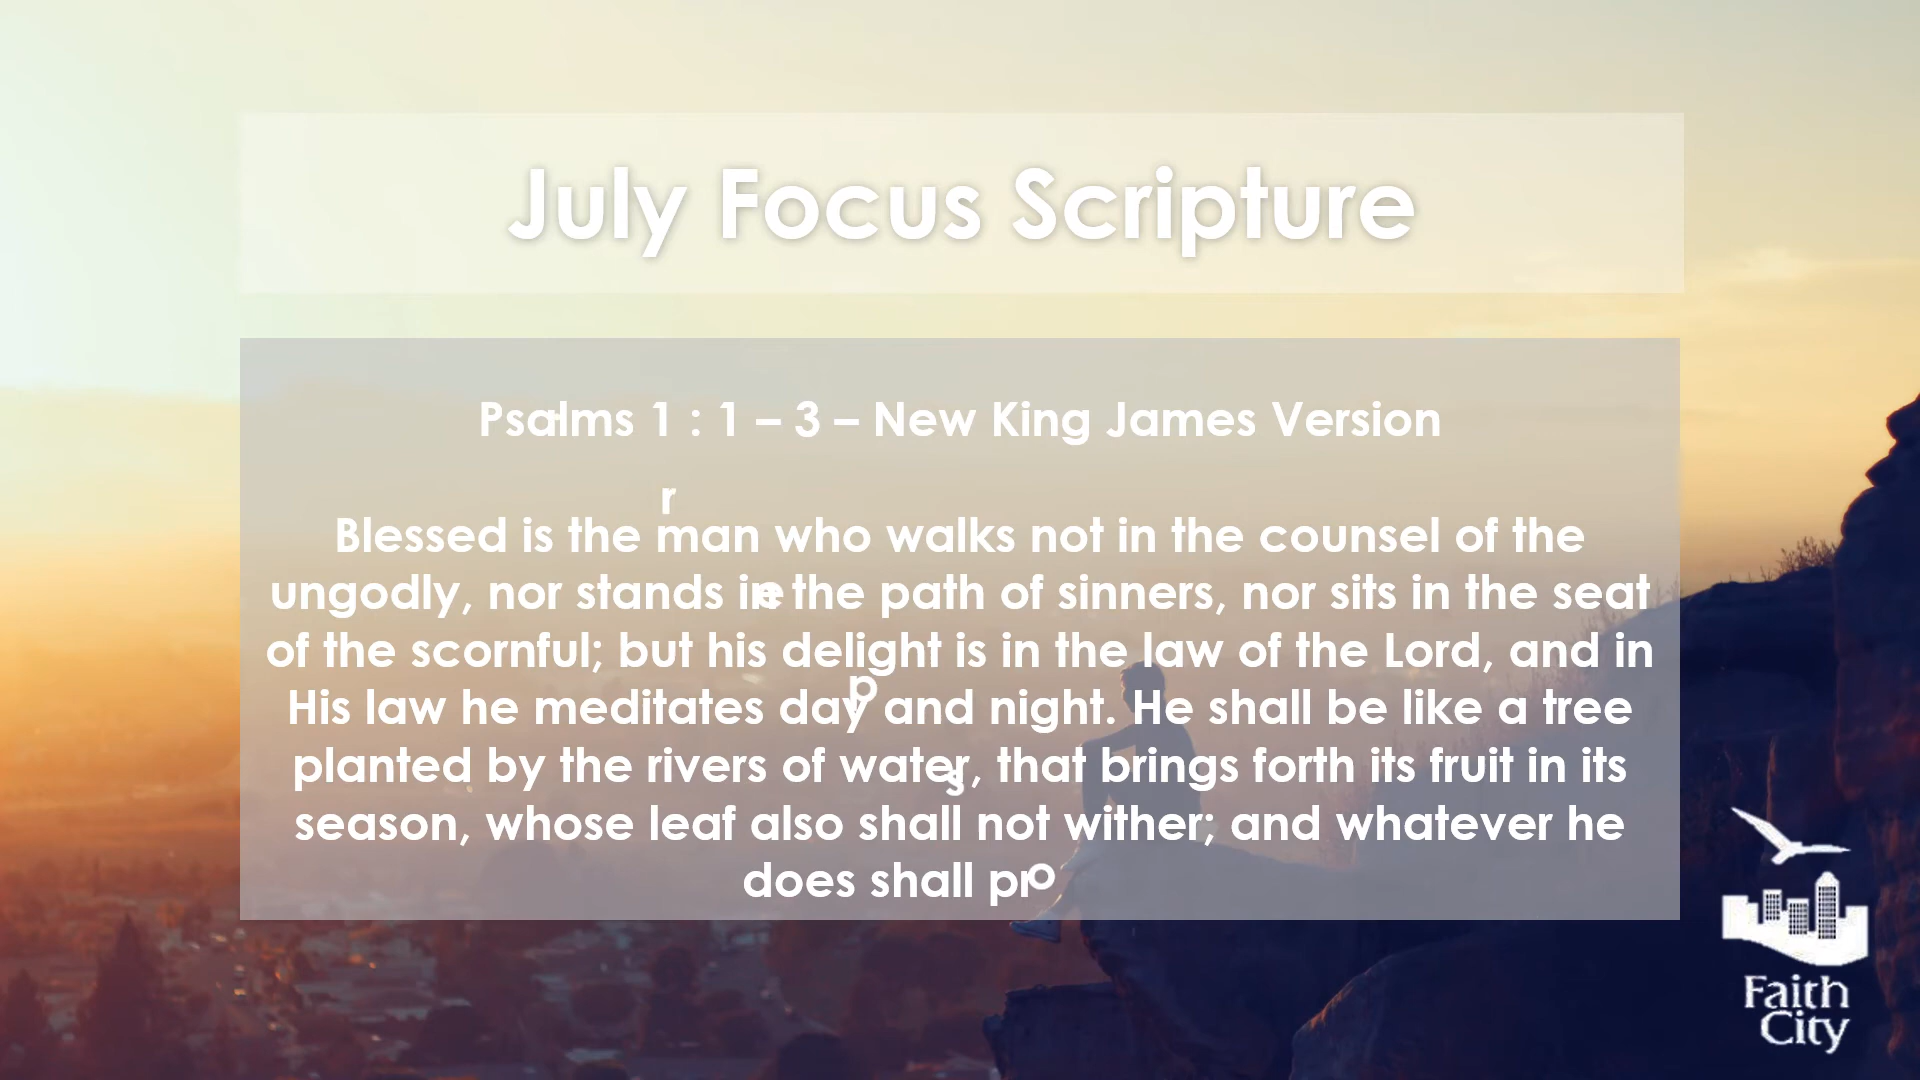 July Focus Scripture
Psalms 1 : 1 – 3 – New King James Version
Blessed is the man who walks not in the counsel of the
ungodly, nor stands in the path of sinners, nor sits in the seat
of the scornful; but his delight is in the law of the Lord, and in
His law he meditates day and night. He shall be like a tree
planted by the rivers of water, that brings forth its fruit in its
season, whose leaf also shall not wither; and whatever he
does shall pro
s
p
e
r
.
Faith
City